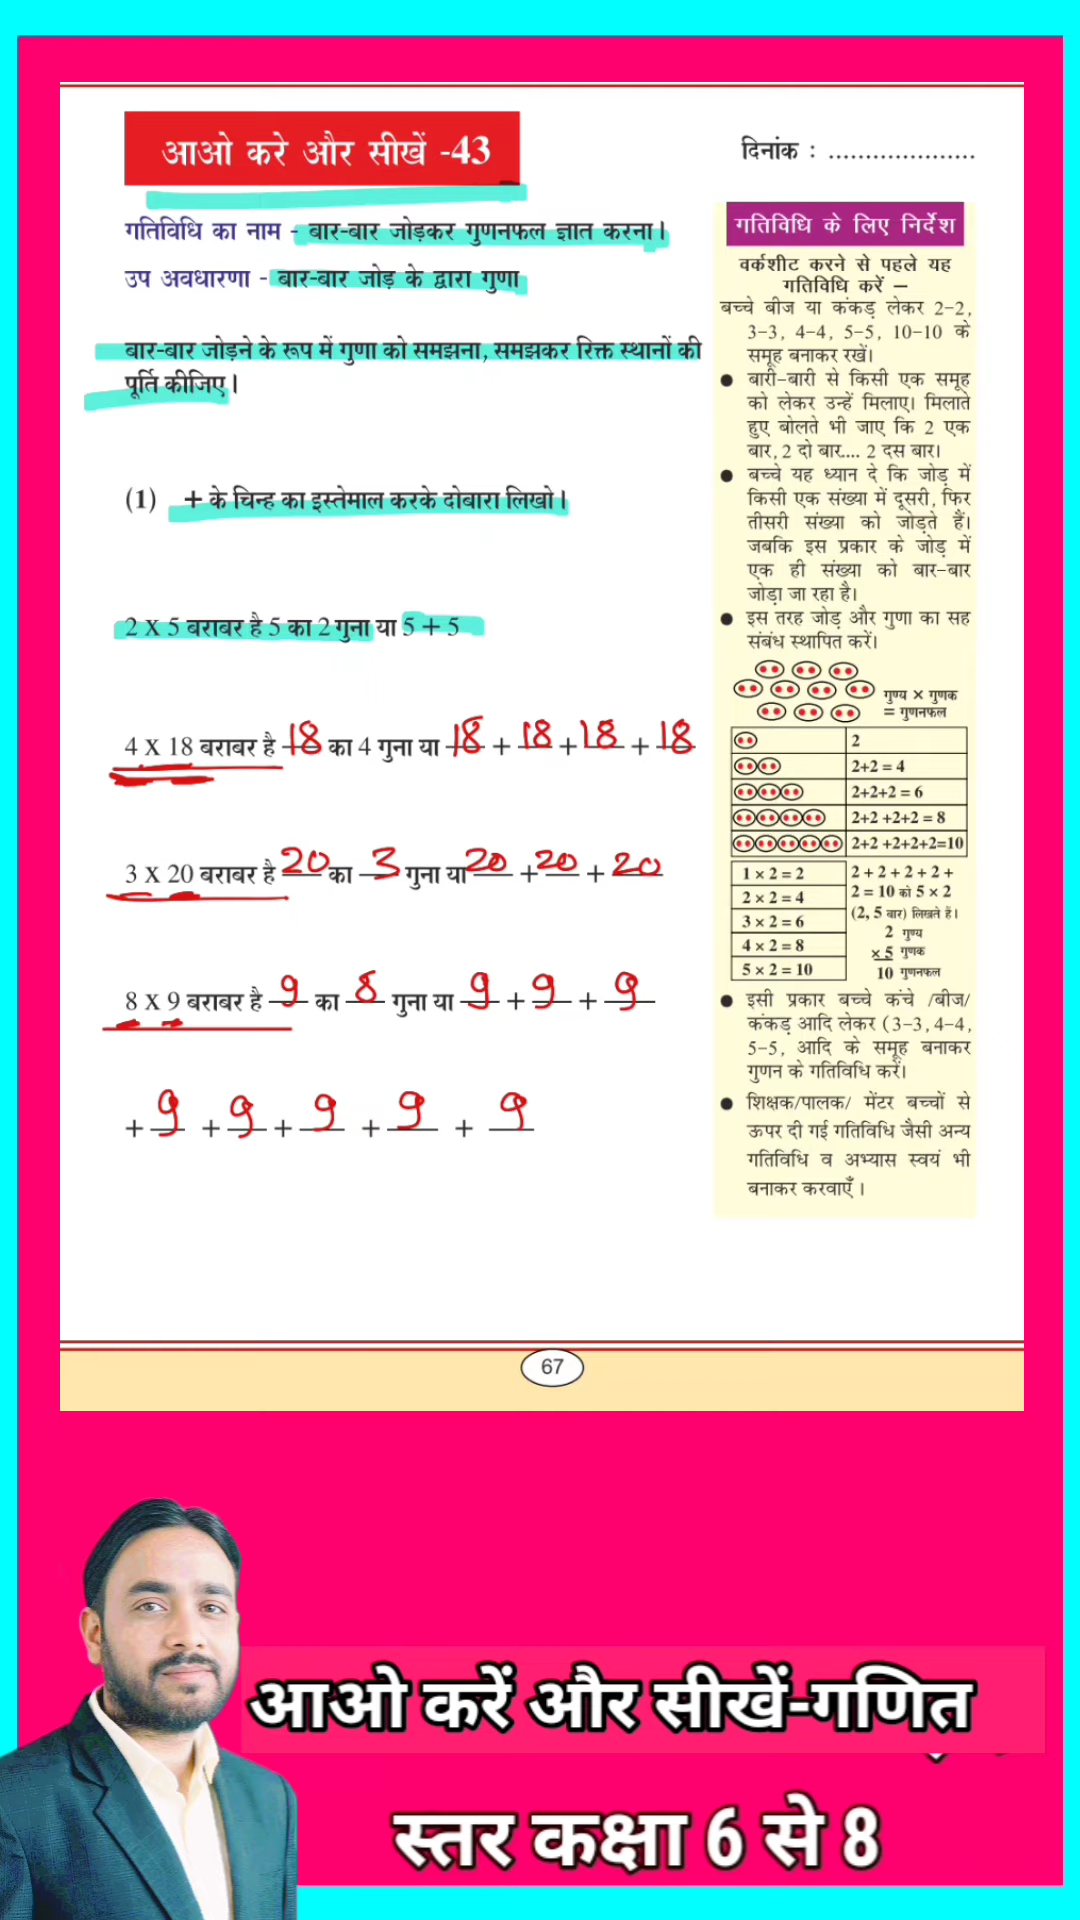 आओ करे और सीखें -43
दिनांक : ....................
गतिविधि का नाम - बार-बार जोड़कर गुणनफल ज्ञात करना।
उप अवधारणा - बार-बार जोड़ के द्वारा गुणा
बार-बार जोड़ने के रूप में गुणा को समझना, समझकर रिक्त स्थानों की
पूर्ति कीजिए।
(1) + के चिन्ह का इस्तेमाल करके दोबारा लिखो।
2 X 5 बराबर है 5 का 2 गुना या 5 + 5
4 X 18 बराबर है 18 का 4 गुना या 18 + 18 + 18 + 18
3 X 20 बराबर है 20 का 3 गुना या 20 + 20 + 20
8 X 9 बराबर है 9 का 8 गुना या 9 + 9 + 9
+ 9 + 9 + 9 + 9 + 9
गतिविधि के लिए निर्देश
वर्कशीट करने से पहले यह
गतिविधि करें –
बच्चे बीज या कंकड़ लेकर 2-2,
3-3, 4-4, 5-5, 10-10 के
समूह बनाकर रखें।
● बारी-बारी से किसी एक समूह
को लेकर उन्हें मिलाए। मिलाते
हुए बोलते भी जाए कि 2 एक
बार, 2 दो बार.... 2 दस बार।
● बच्चे यह ध्यान दे कि जोड़ में
किसी एक संख्या में दूसरी, फिर
तीसरी संख्या को जोड़ते हैं।
जबकि इस प्रकार के जोड़ में
एक ही संख्या को बार-बार
जोड़ा जा रहा है।
● इस तरह जोड़ और गुणा का सह
संबंध स्थापित करें।
गुण्य × गुणक
= गुणनफल
2
2+2 = 4
2+2+2 = 6
2+2 +2+2 = 8
2+2 +2+2+2=10
1 × 2 = 2
2 × 2 = 4
3 × 2 = 6
4 × 2 = 8
5 × 2 = 10
2 + 2 + 2 + 2 +
2 = 10 को 5 × 2
(2, 5 बार) लिखते हैं।
2 गुण्य
× 5 गुणक
10 गुणनफल
● इसी प्रकार बच्चे कंचे /बीज/
कंकड़ आदि लेकर (3-3, 4-4,
5-5, आदि के समूह बनाकर
गुणन के गतिविधि करें।
● शिक्षक/पालक/ मेंटर बच्चों से
ऊपर दी गई गतिविधि जैसी अन्य
गतिविधि व अभ्यास स्वयं भी
बनाकर करवाएँ ।
67
आओ करें और सीखें-गणित
स्तर कक्षा 6 से 8